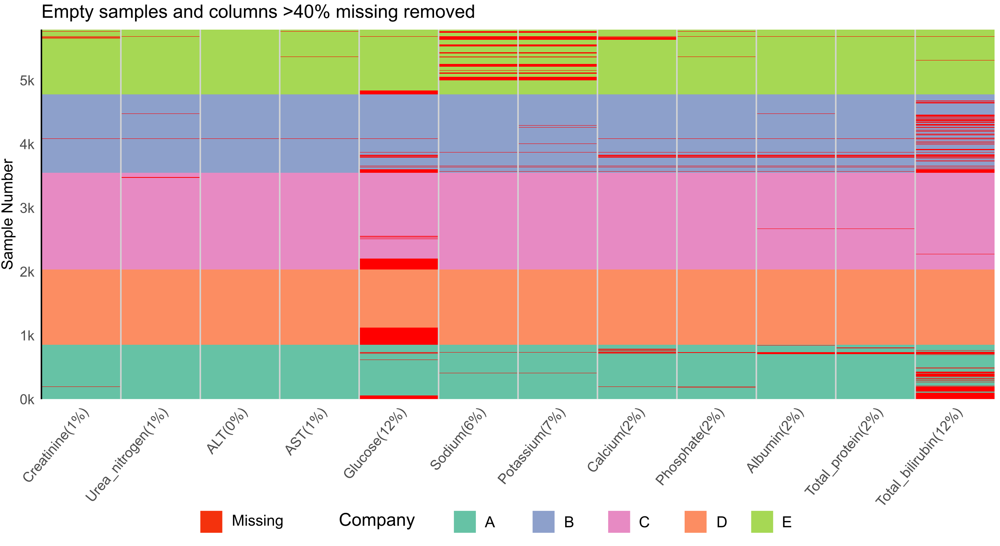 Empty samples and columns >40% missing removed
Sample Number
5k
4k
3k
2k
1k
0k
Creatinine(1%)
Urea_nitrogen(1%)
ALT(0%)
AST(1%)
Glucose(12%)
Sodium(6%)
Potassium(7%)
Calcium(2%)
Phosphate(2%)
Albumin(2%)
Total_protein(2%)
Total_bilirubin(12%)
Missing Company A B C D E